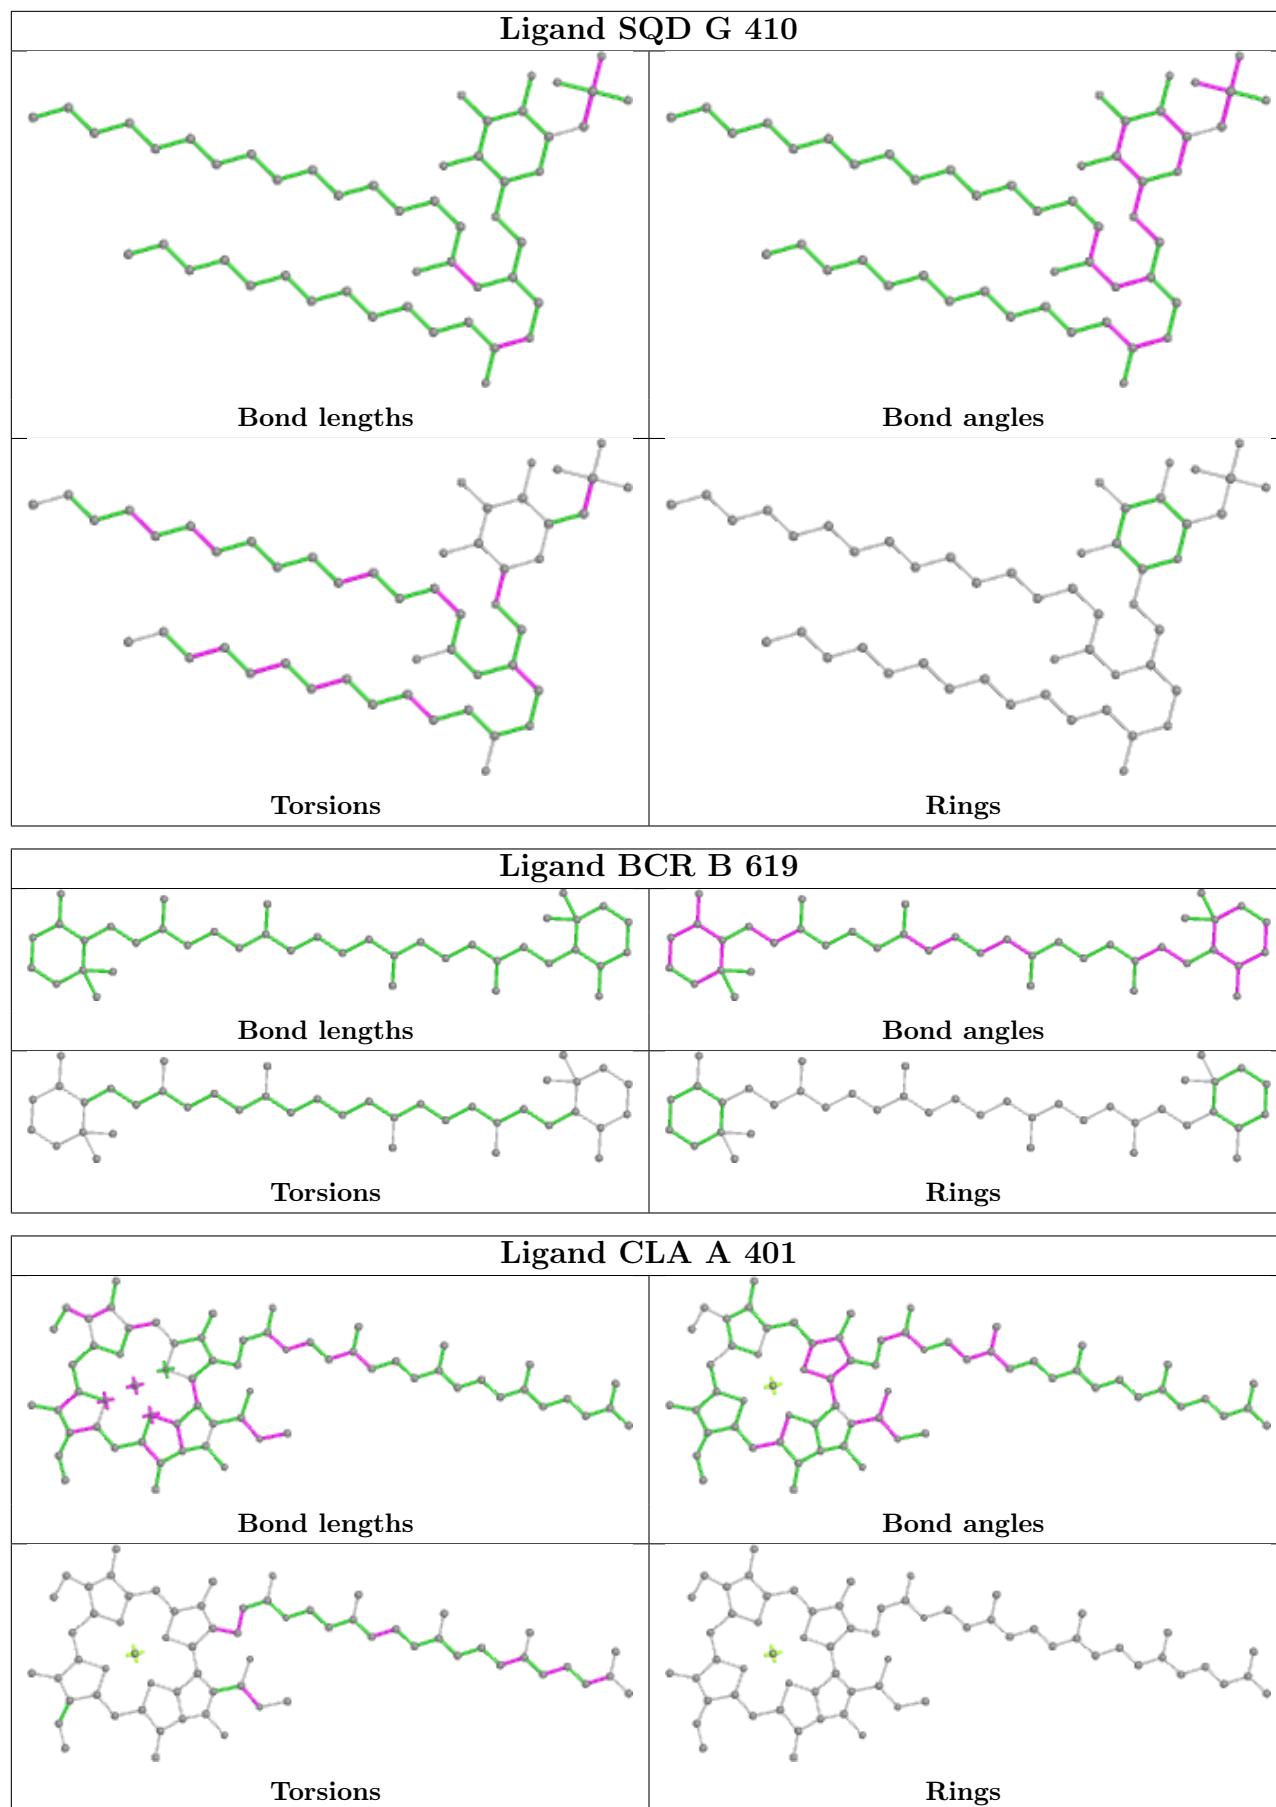 Ligand SQD G 410
Bond lengths
Bond angles
Torsions
Rings
Ligand BCR B 619
Bond lengths
Bond angles
Torsions
Rings
Ligand CLA A 401
Bond lengths
Bond angles
Torsions
Rings